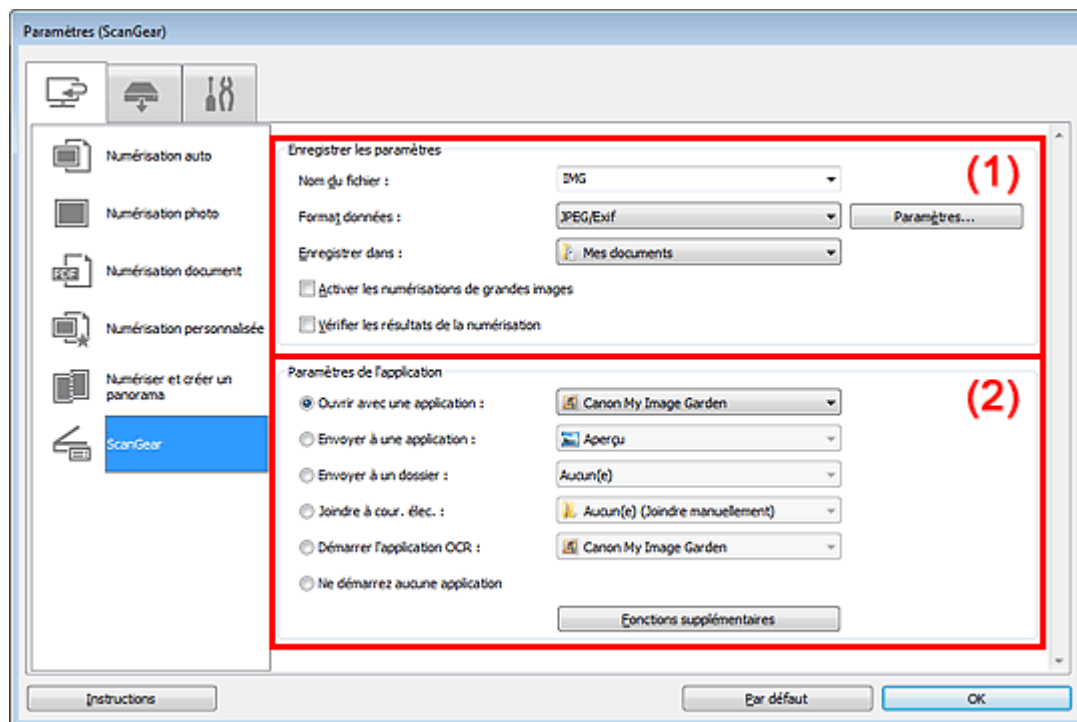 Paramètres (ScanGear)
Numérisation auto
Numérisation photo
PDF
Numérisation document
Numérisation personnalisée
Numériser et créer un
panorama
ScanGear
Enregistrer les paramètres
(1)
Nom du fichier :
IMG
Format données :
JPEG/Exif
Paramètres...
Enregistrer dans :
Mes documents
Activer les numérisations de grandes images
Vérifier les résultats de la numérisation
Paramètres de l'application
(2)
Ouvrir avec une application :
Canon My Image Garden
Envoyer à une application :
Aperçu
Envoyer à un dossier :
Aucun(e)
Joindre à cour. élec. :
Aucun(e) (Joindre manuellement)
Démarrer l'application OCR :
Canon My Image Garden
Ne démarrez aucune application
Fonctions supplémentaires
Instructions
Par défaut
OK